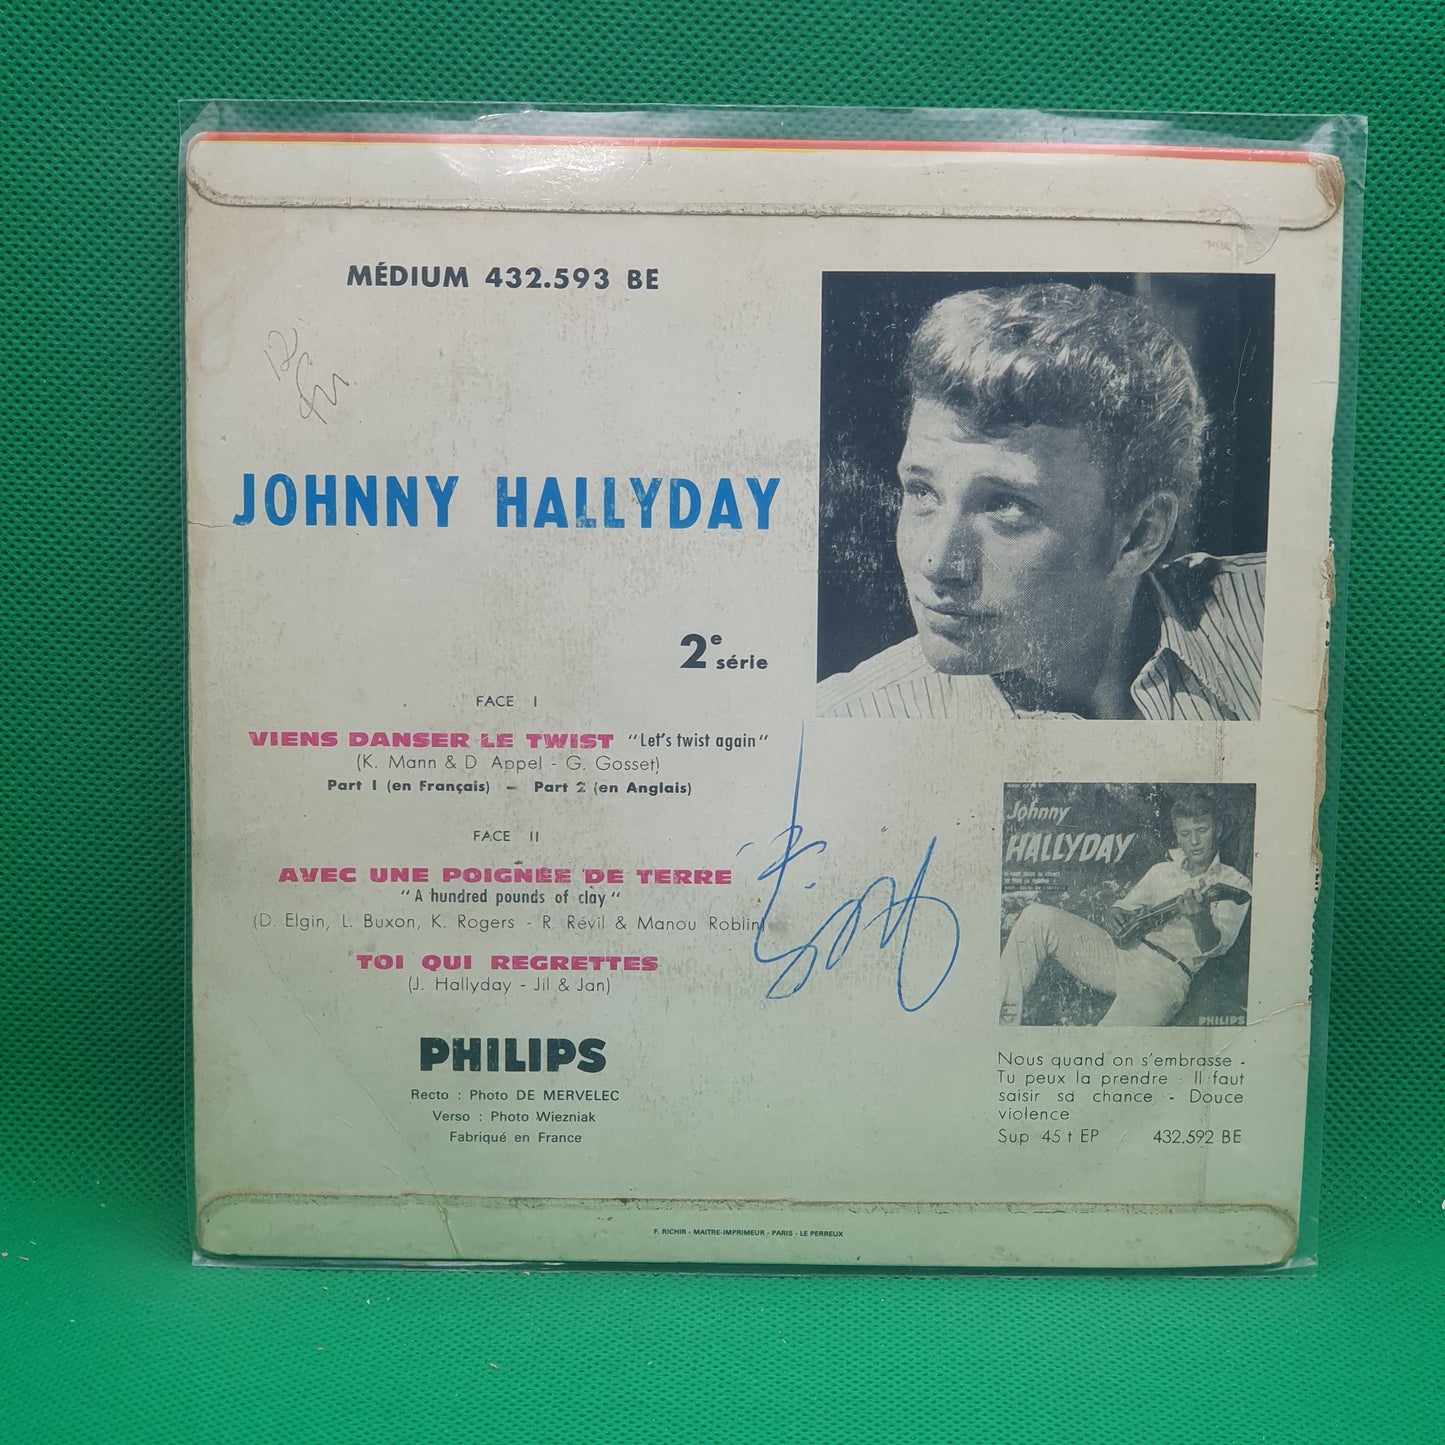 MÉDIUM 432.593 BE
JOHNNY HALLYDAY
2e série
FACE I
VIENS DANSER LE TWIST "Let's twist again"
(K. Mann & D. Appel - G. Gosset)
Part 1 (en Français) - Part 2 (en Anglais)
FACE II
AVEC UNE POIGNÉE DE TERRE
"A hundred pounds of clay"
(D. Elgin, L. Buxon, K. Rogers - R. Révil & Manou Roblin)
TOI QUI REGRETTES
(J. Hallyday - Jil & Jan)
PHILIPS
Recto : Photo DE MERVELEC
Verso : Photo Wiezniak
Fabriqué en France
Johnny
HALLYDAY
PHILIPS
Nous quand on s'embrasse -
Tu peux la prendre - Il faut
saisir sa chance - Douce
violence
Sup 45 t EP 432.592 BE
F. RICHIR - MAITRE-IMPRIMEUR - PARIS - LE PERREUX